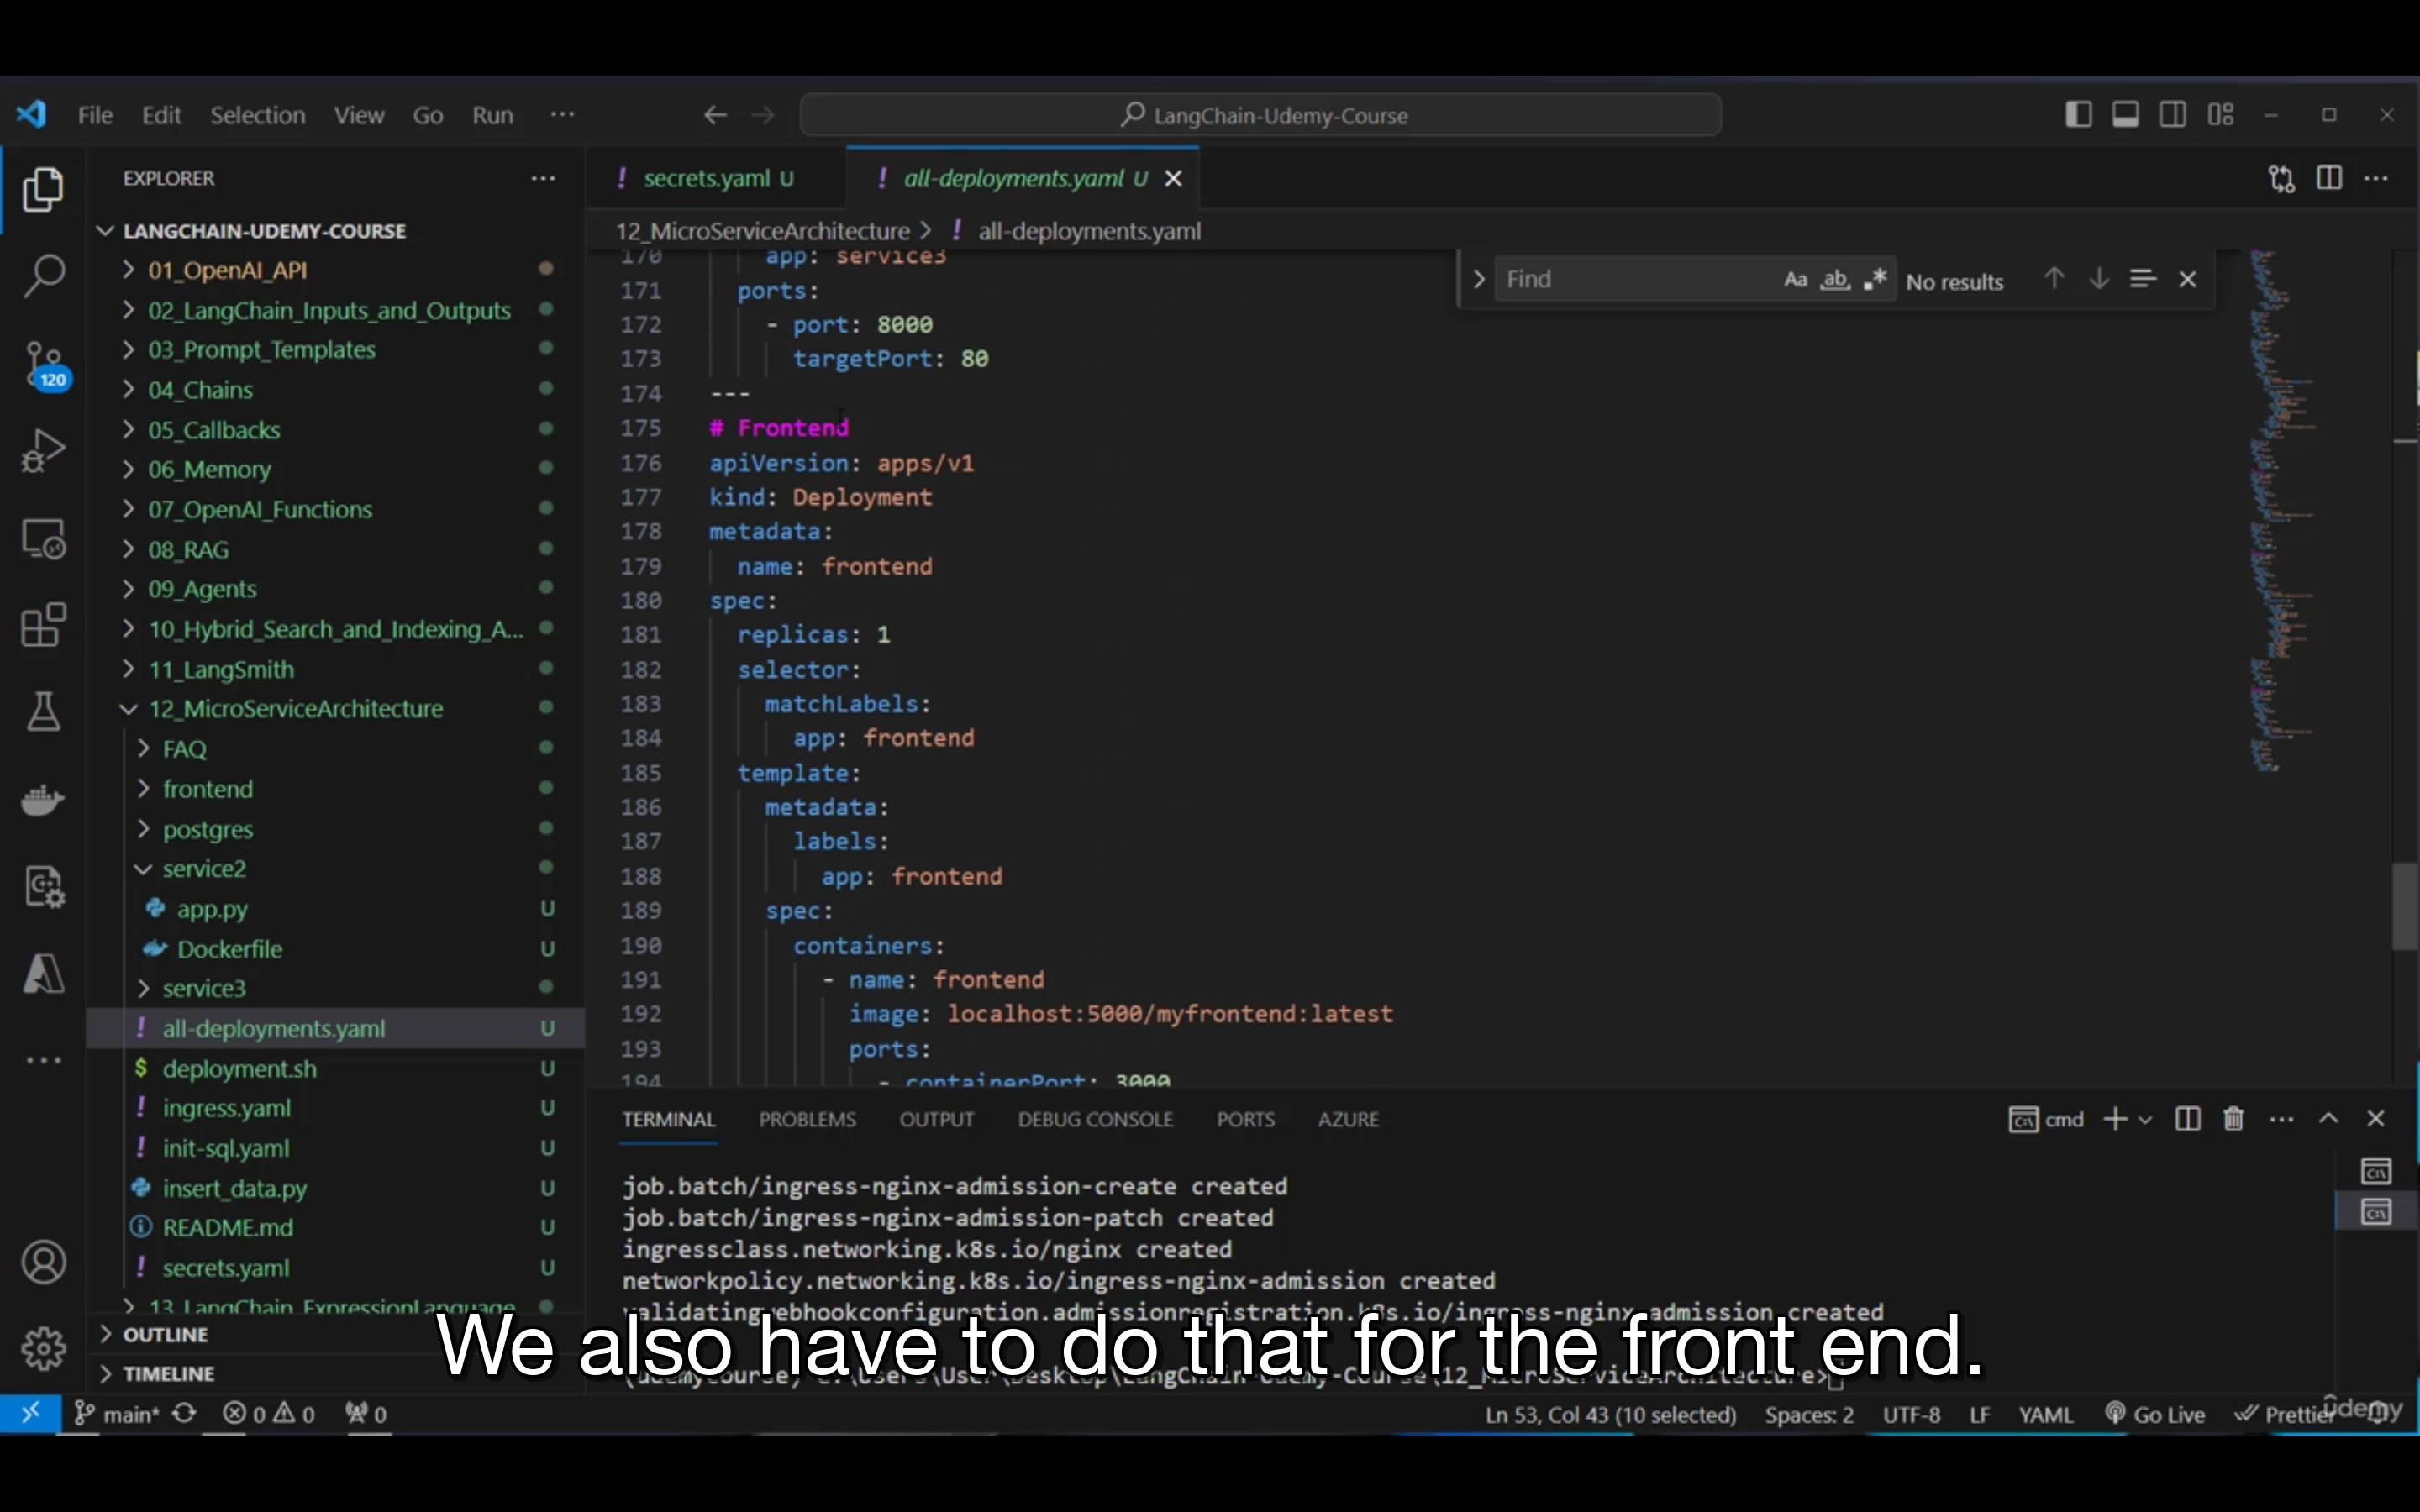 File Edit Selection View Go Run ···
LangChain-Udemy-Course
EXPLORER
LANGCHAIN-UDEMY-COURSE
01_OpenAI_API
02_LangChain_Inputs_and_Outputs
03_Prompt_Templates
04_Chains
05_Callbacks
06_Memory
07_OpenAI_Functions
08_RAG
09_Agents
10_Hybrid_Search_and_Indexing_A...
11_LangSmith
12_MicroServiceArchitecture
FAQ
frontend
postgres
service2
app.py U
Dockerfile U
service3
! all-deployments.yaml U
$ deployment.sh U
! ingress.yaml U
! init-sql.yaml U
insert_data.py U
README.md U
! secrets.yaml U
13_LangChain_ExpressionLanguage
OUTLINE
TIMELINE
120
! secrets.yaml U
! all-deployments.yaml U
12_MicroServiceArchitecture > ! all-deployments.yaml
Find Aa ab .* No results
170 app: service3
171 ports:
172 - port: 8000
173 targetPort: 80
174 ---
175 # Frontend
176 apiVersion: apps/v1
177 kind: Deployment
178 metadata:
179 name: frontend
180 spec:
181 replicas: 1
182 selector:
183 matchLabels:
184 app: frontend
185 template:
186 metadata:
187 labels:
188 app: frontend
189 spec:
190 containers:
191 - name: frontend
192 image: localhost:5000/myfrontend:latest
193 ports:
194 - containerPort: 3000
TERMINAL PROBLEMS OUTPUT DEBUG CONSOLE PORTS AZURE
cmd
job.batch/ingress-nginx-admission-create created
job.batch/ingress-nginx-admission-patch created
ingressclass.networking.k8s.io/nginx created
networkpolicy.networking.k8s.io/ingress-nginx-admission created
validatingwebhookconfiguration.admissionregistration.k8s.io/ingress-nginx-admission created
(udemycourse) C:\Users\User\Desktop\LangChain-Udemy-Course\12_MicroServiceArchitecture>
We also have to do that for the front end.
main* 0 0 0
Ln 53, Col 43 (10 selected) Spaces: 2 UTF-8 LF YAML Go Live Prettier
ûdemy